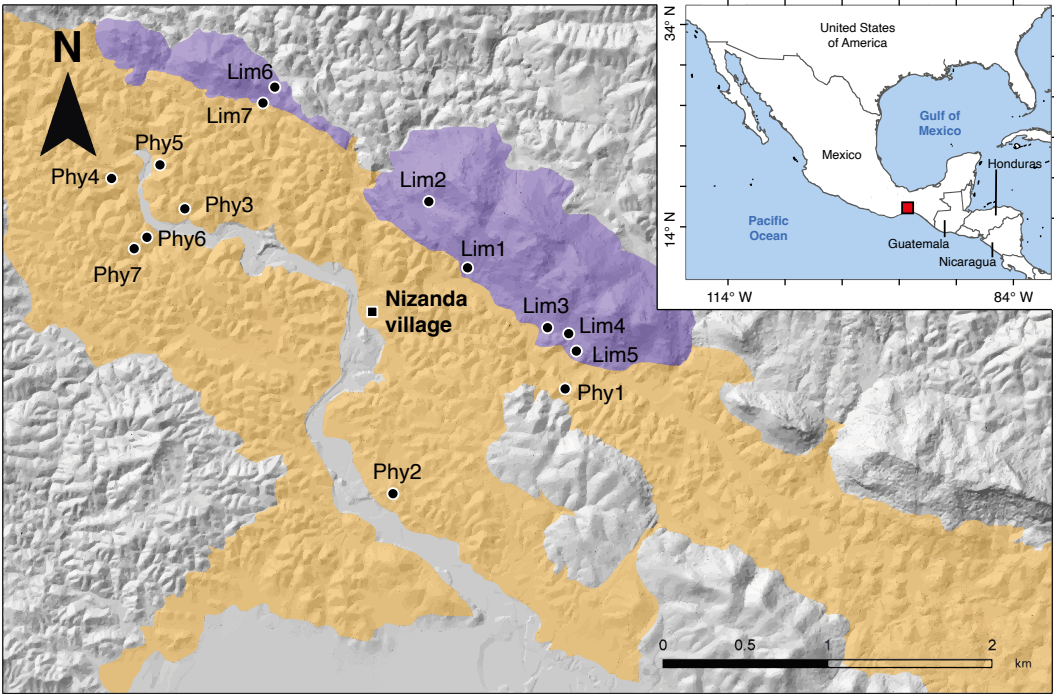 N
Lim6
Lim7
Phy5
Phy4
Phy3
Phy6
Phy7
Lim2
Lim1
Nizanda
village
Lim3
Lim4
Lim5
Phy1
Phy2
34° N
14° N
United States
of America
Gulf of
Mexico
Mexico
Honduras
Pacific
Ocean
Guatemala
Nicaragua
114° W
84° W
0
0.5
1
2
km